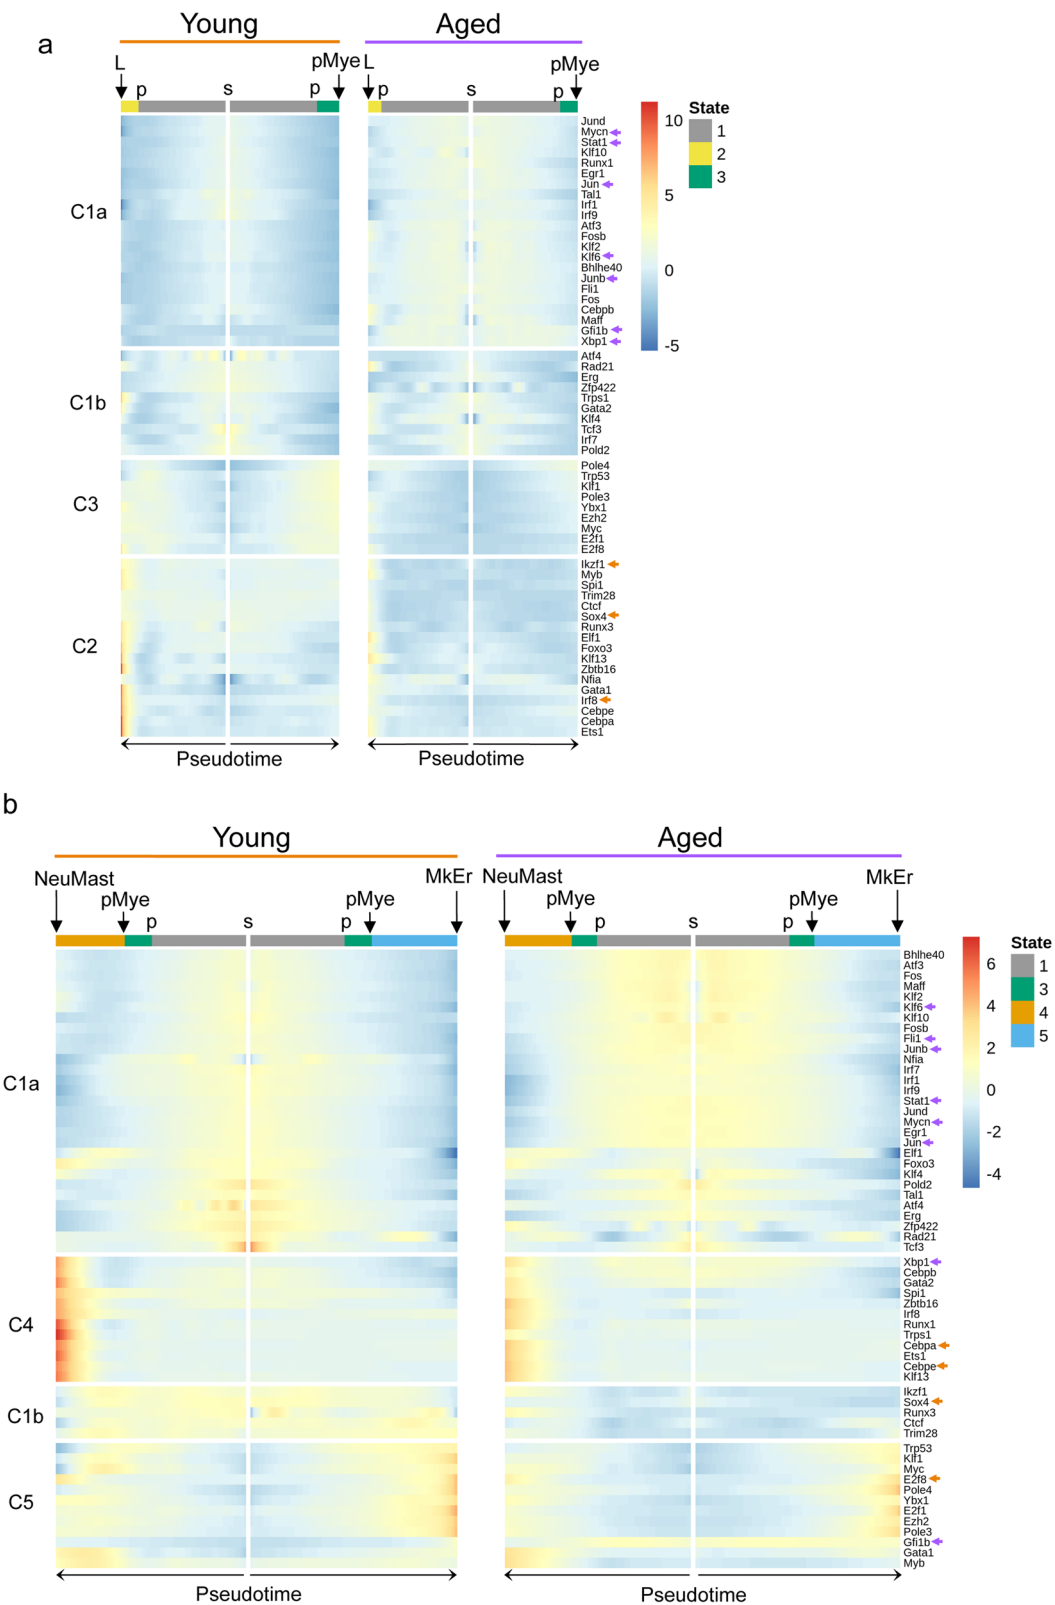 a
Young
Aged
L
pMye
L
pMye
p
s
p
p
s
p
State
1
2
3
10
5
0
-5
C1a
Jund
Mycn
Stat1
Klf10
Runx1
Egr1
Jun
Tal1
Irf1
Irf9
Atf3
Fosb
Klf2
Klf6
Bhlhe40
Junb
Fli1
Fos
Cebpb
Maff
Gfi1b
Xbp1
C1b
Atf4
Rad21
Erg
Zfp422
Trps1
Gata2
Klf4
Tcf3
Irf7
Pold2
C3
Pole4
Trp53
Klf1
Pole3
Ybx1
Ezh2
Myc
E2f1
E2f8
C2
Ikzf1
Myb
Spi1
Trim28
Ctcf
Sox4
Runx3
Elf1
Foxo3
Klf13
Zbtb16
Nfia
Gata1
Irf8
Cebpe
Cebpa
Ets1
Pseudotime
Pseudotime
b
Young
Aged
NeuMast
MkEr
NeuMast
MkEr
pMye
pMye
pMye
pMye
p
s
p
p
s
p
State
1
3
4
5
6
4
2
0
-2
-4
C1a
Bhlhe40
Atf3
Fos
Maff
Klf2
Klf6
Klf10
Fosb
Fli1
Junb
Nfia
Irf7
Irf1
Irf9
Stat1
Jund
Mycn
Egr1
Jun
Elf1
Foxo3
Klf4
Pold2
Tal1
Atf4
Erg
Zfp422
Rad21
Tcf3
C4
Xbp1
Cebpb
Gata2
Spi1
Zbtb16
Irf8
Runx1
Trps1
Cebpa
Ets1
Cebpe
Klf13
C1b
Ikzf1
Sox4
Runx3
Ctcf
Trim28
C5
Trp53
Klf1
Myc
E2f8
Pole4
Ybx1
E2f1
Ezh2
Pole3
Gfi1b
Gata1
Myb
Pseudotime
Pseudotime